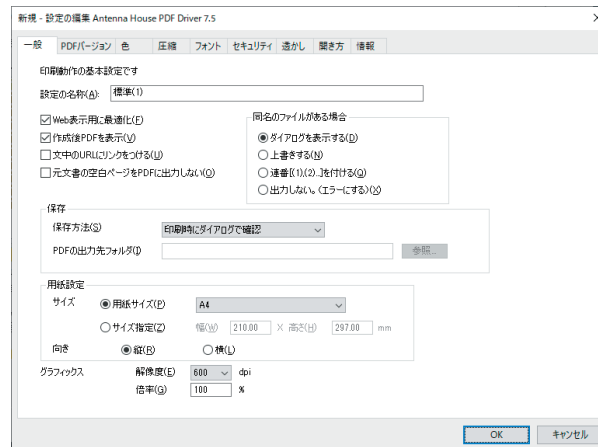 新規 - 設定の編集 Antenna House PDF Driver 7.5
一般 PDFバージョン 色 圧縮 フォント セキュリティ 透かし 開き方 情報
印刷動作の基本設定です
設定の名称(A): 標準(1)
Web表示用に最適化(F)
作成後PDFを表示(V)
文中のURLにリンクをつける(U)
元文書の空白ページをPDFに出力しない(O)
同名のファイルがある場合
ダイアログを表示する(D)
上書きする(N)
連番[(1),(2)..]を付ける(Q)
出力しない。(エラーにする)(X)
保存
保存方法(S) 印刷時にダイアログで確認
PDFの出力先フォルダ(I) 参照...
用紙設定
サイズ 用紙サイズ(P) A4
サイズ指定(Z) 幅(W) 210.00 X 高さ(H) 297.00 mm
向き 縦(R) 横(L)
グラフィックス 解像度(E) 600 dpi
倍率(G) 100 %
OK キャンセル